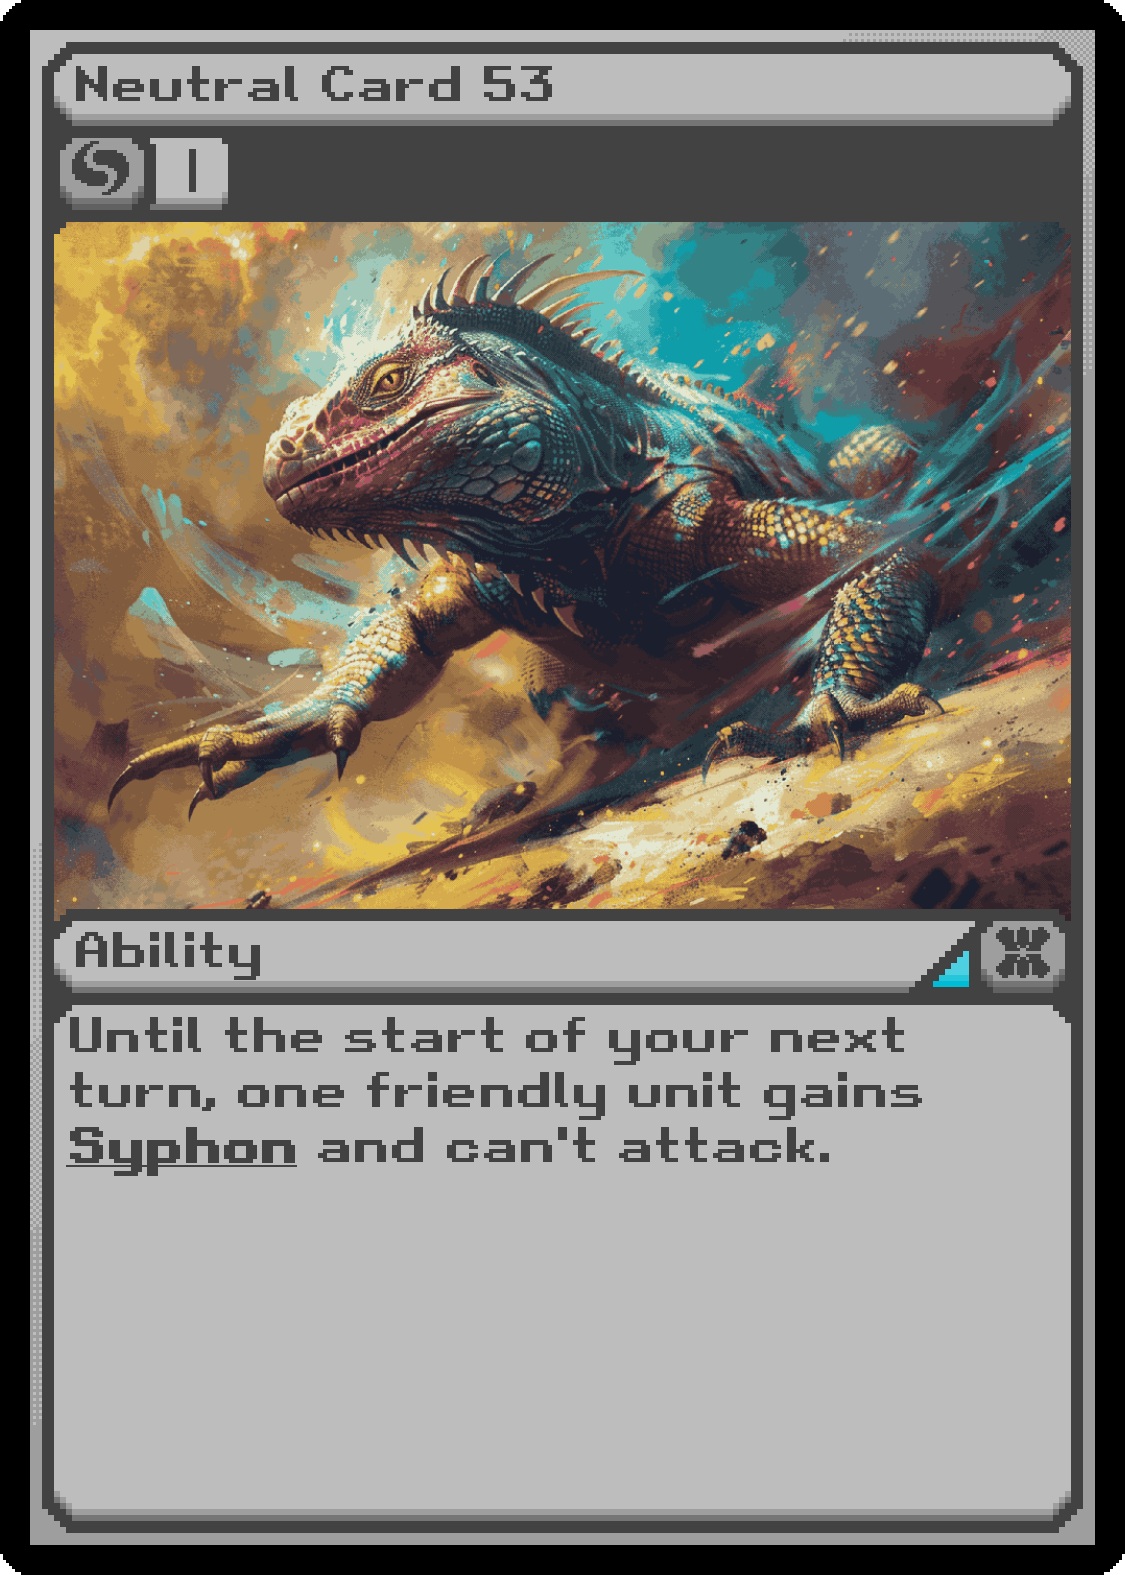 Neutral Card 53
1
Ability
Until the start of your next
turn, one friendly unit gains
Syphon and can't attack.